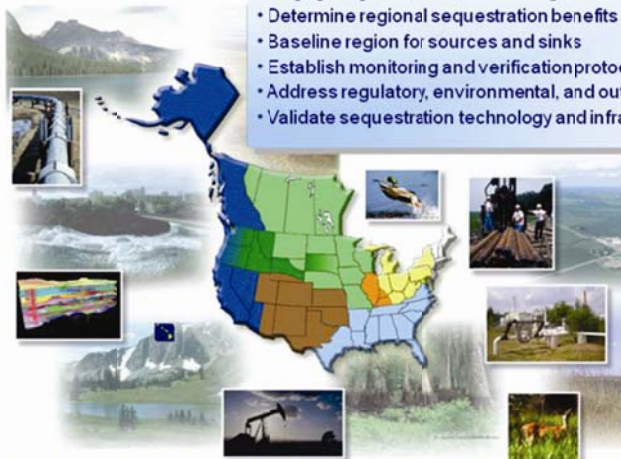 • Determine regional sequestration benefits
• Baseline region for sources and sinks
• Establish monitoring and verification
• Address regulatory, environmental, and
• Validate sequestration technology and